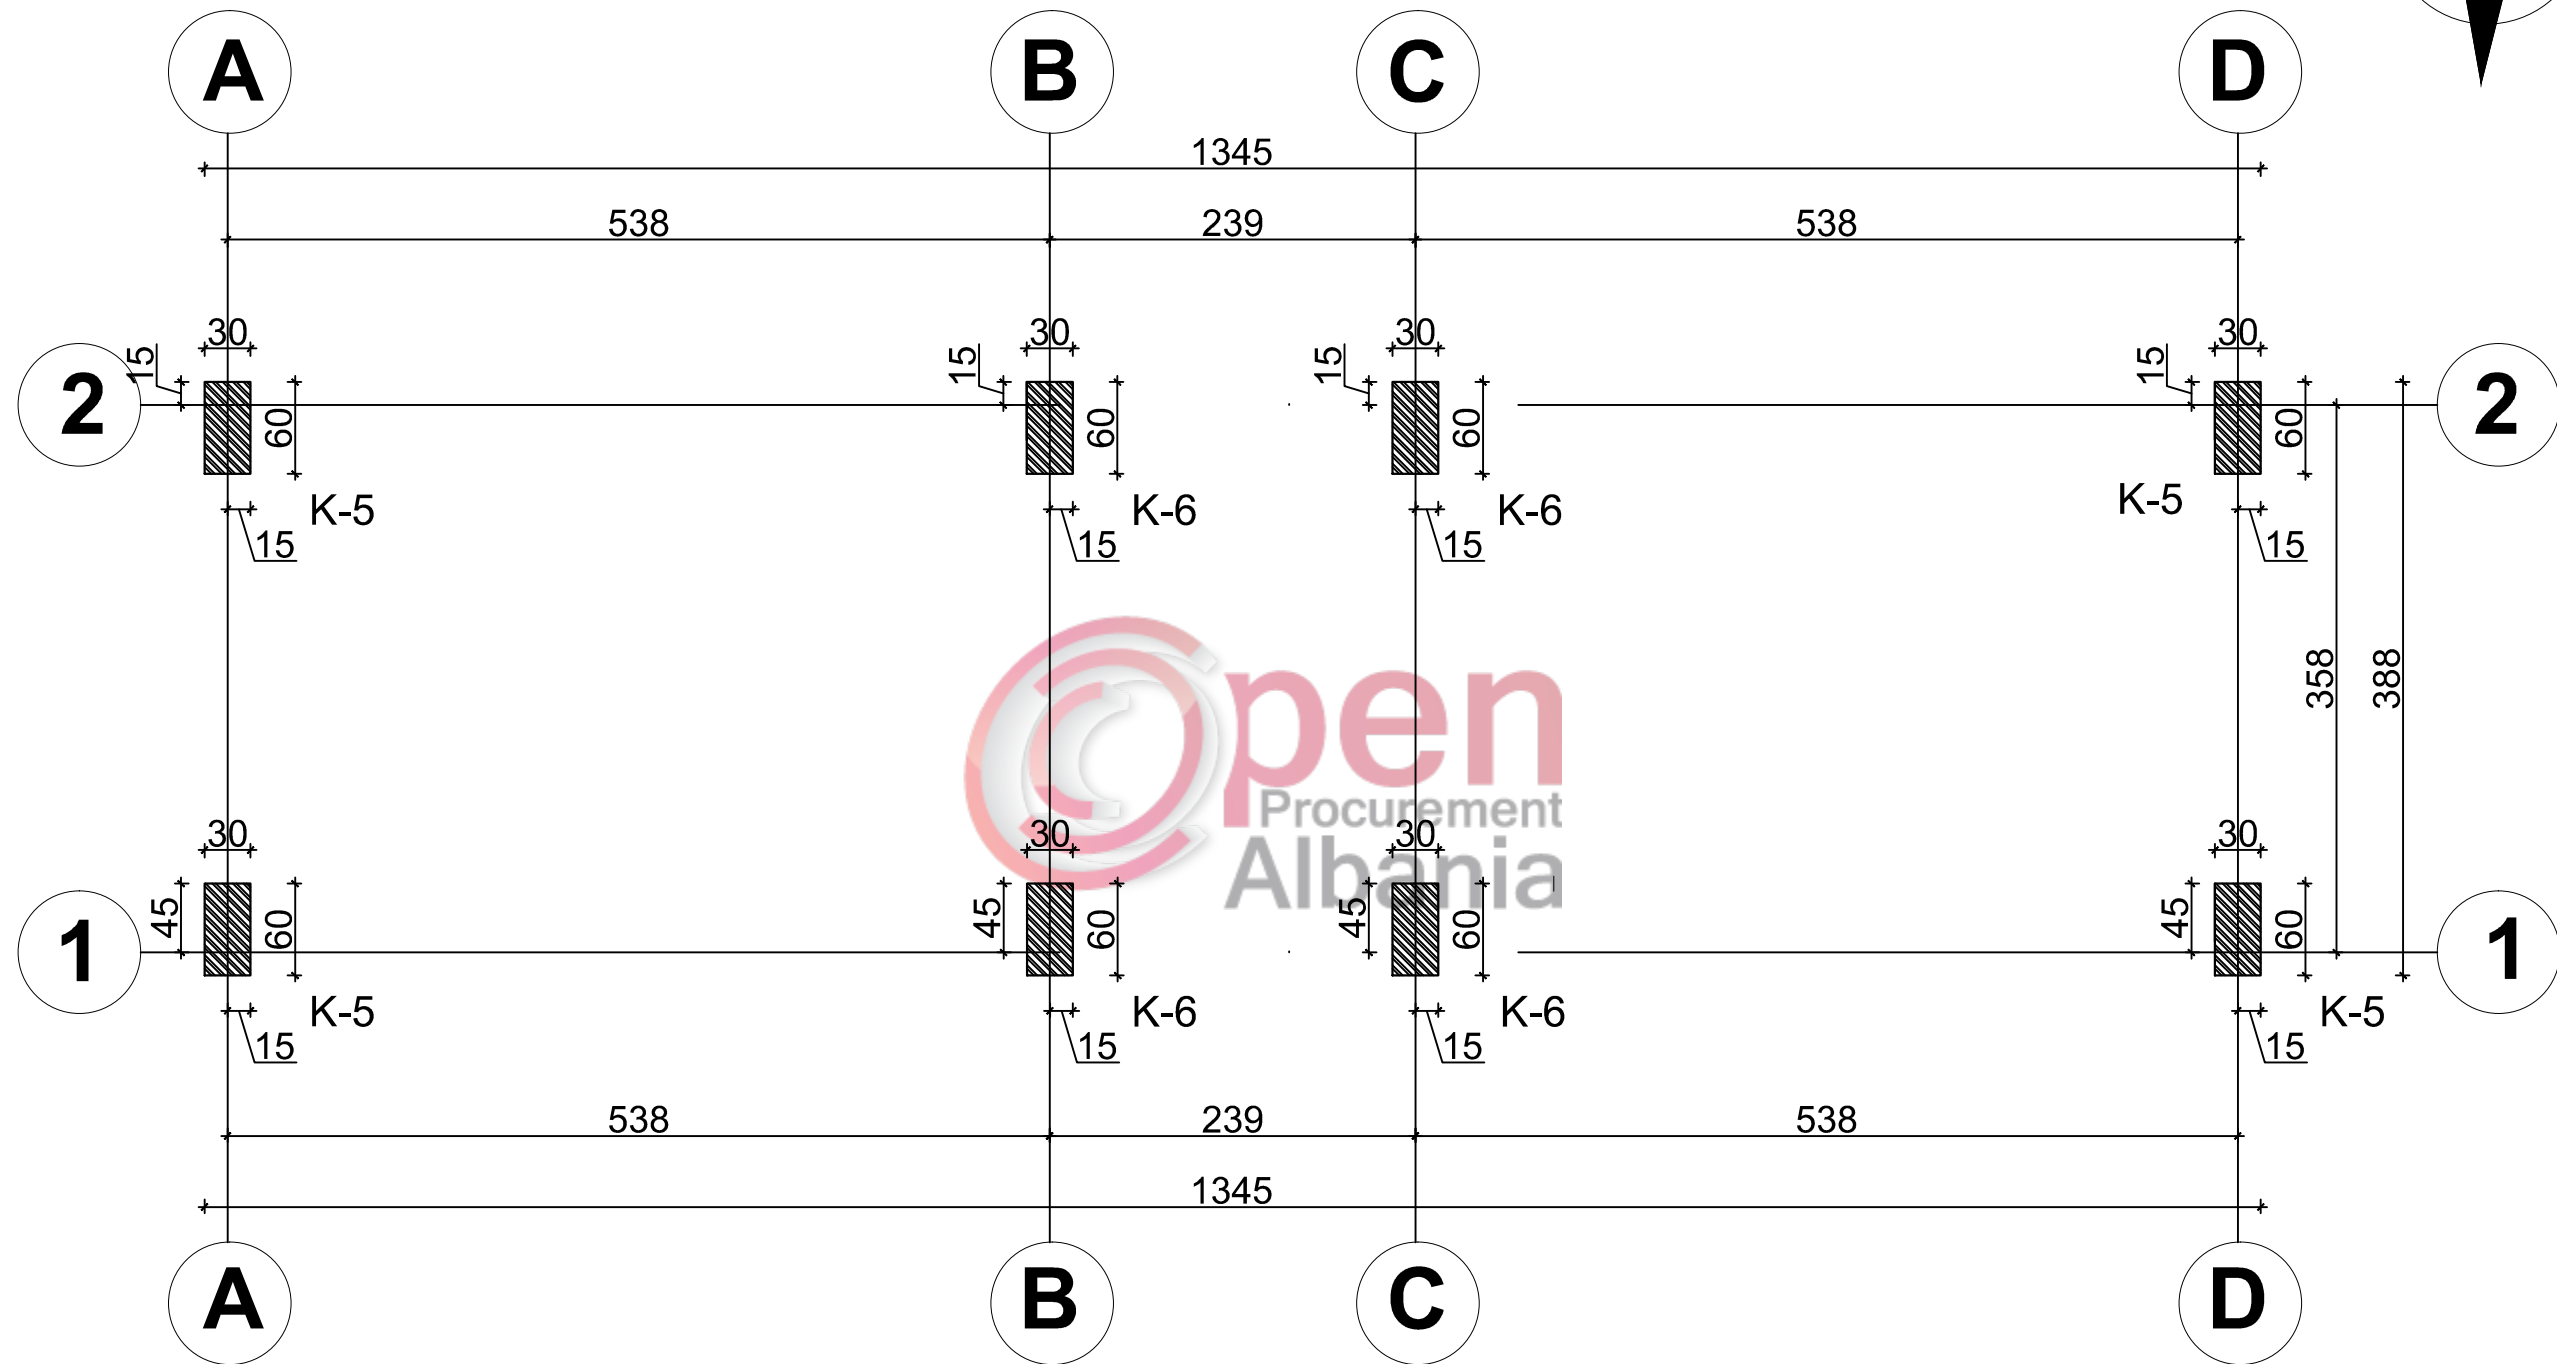 A B C D
1345
538 239 538
30 30 30 30
15 15 15 15
2 60 60 60 60 2
K-5 K-6 K-6 K-5
15 15 15 15
358 388
Open
Procurement
Albania
30 30 30 30
45 60 45 60 45 60 45 60
1 1
K-5 K-6 K-6 K-5
15 15 15 15
538 239 538
1345
A B C D